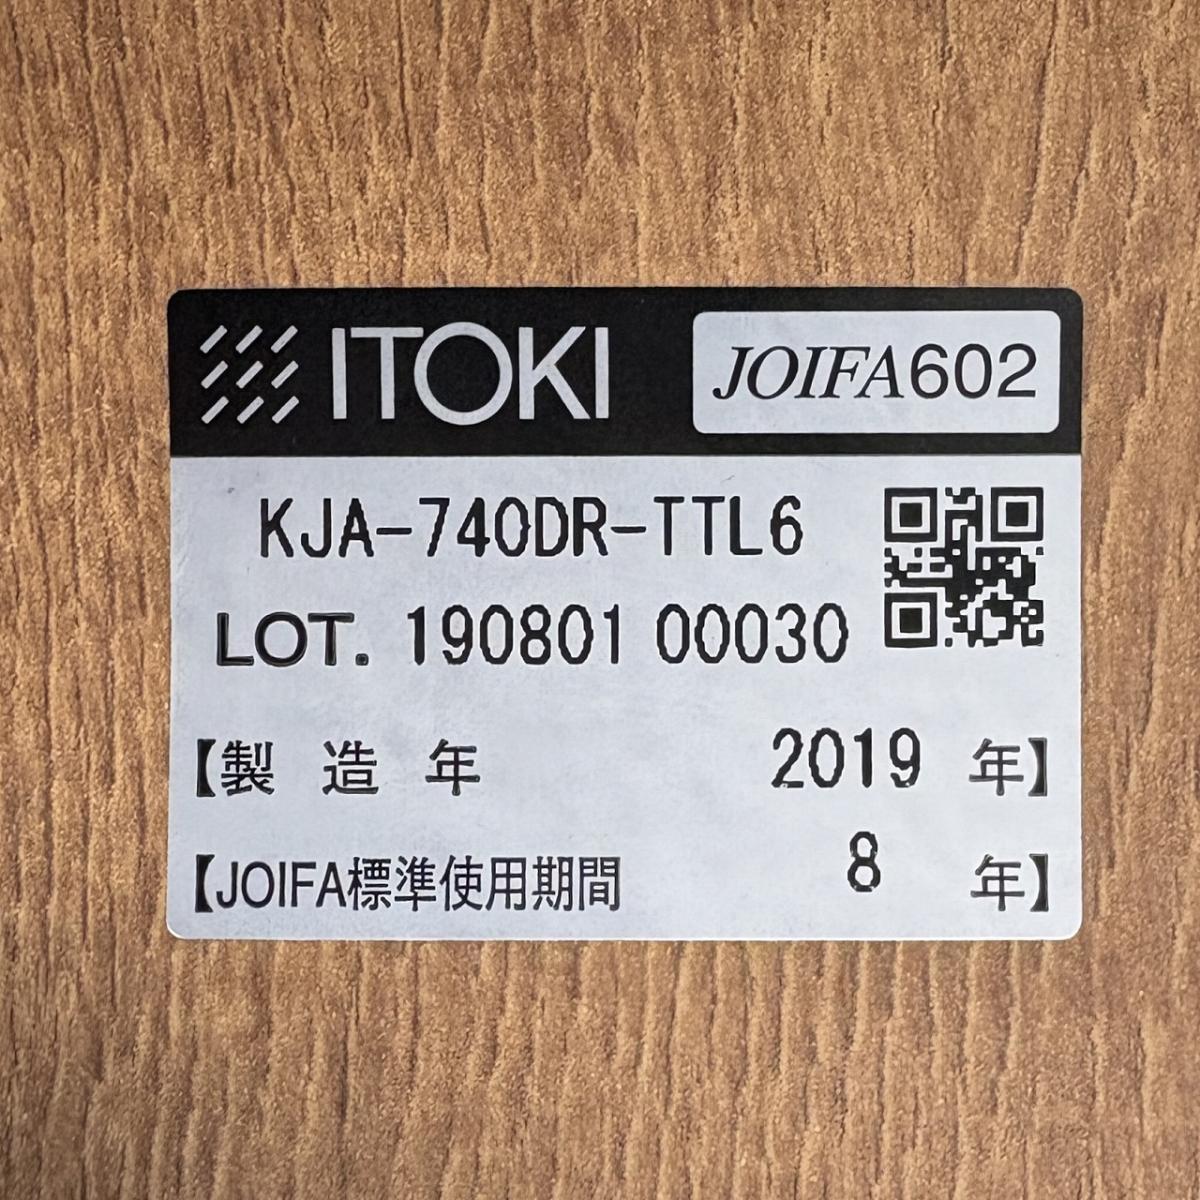 ITOKI JOIFA602
KJA-740DR-TTL6
LOT. 190801 00030
【製造年 2019 年】
【JOIFA標準使用期間 8 年】